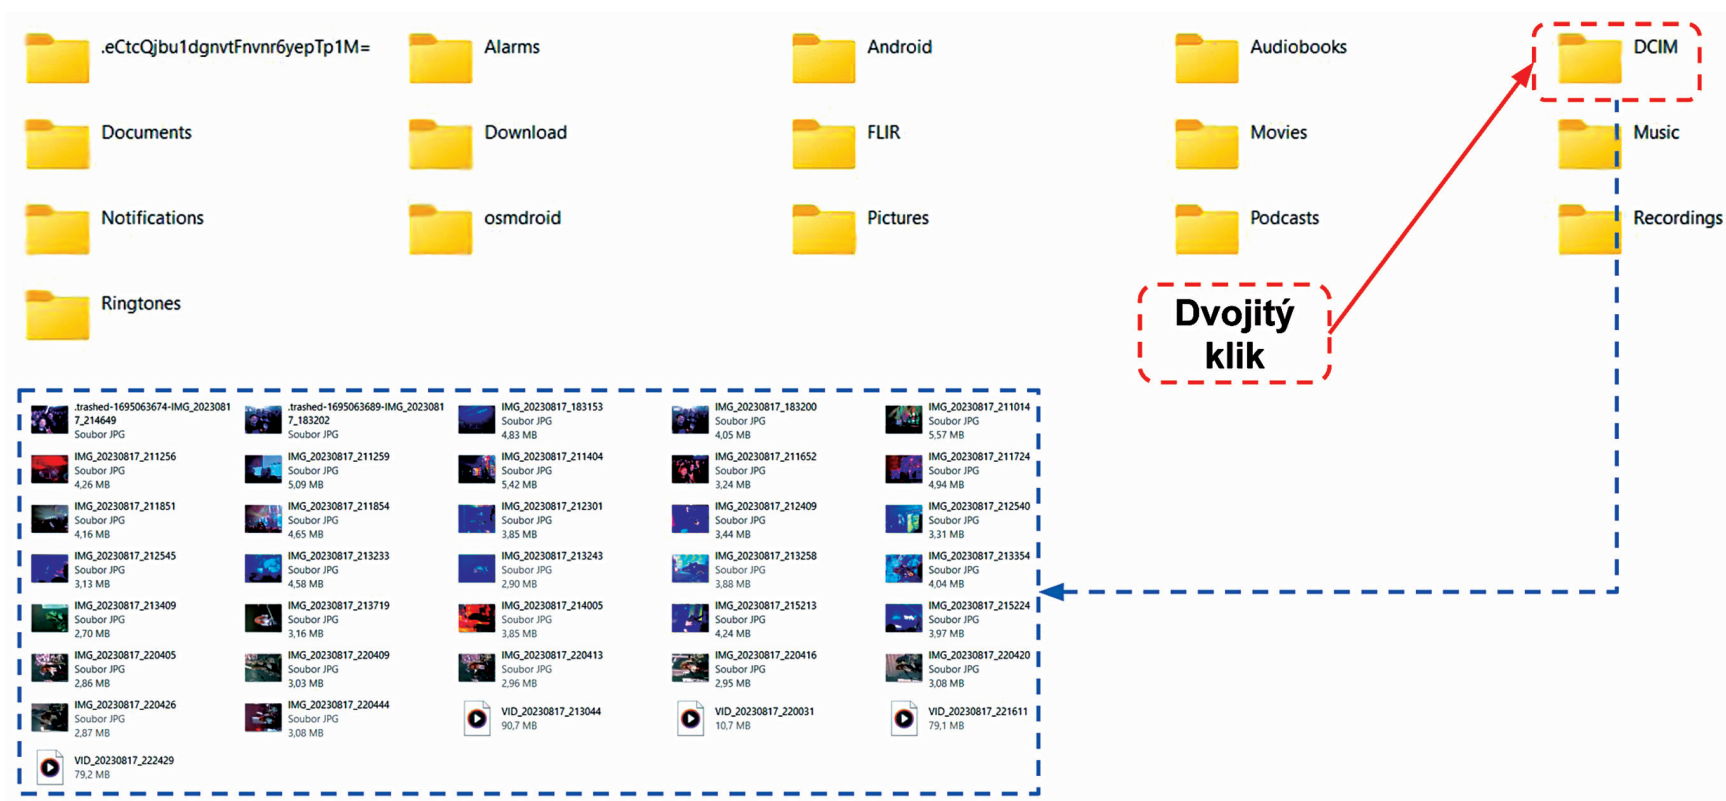 .eCtcQjbu1dgnvtFnvnr6yepTp1M=
Alarms
Android
Audiobooks
DCIM
Documents
Download
FLIR
Movies
Music
Notifications
osmdroid
Pictures
Podcasts
Recordings
Ringtones
Dvojitý
klik
.trashed-1695063674-IMG_2023081
7_214649
Soubor JPG
.trashed-1695063689-IMG_2023081
7_183202
Soubor JPG
IMG_20230817_183153
Soubor JPG
4,83 MB
IMG_20230817_183200
Soubor JPG
4,05 MB
IMG_20230817_211014
Soubor JPG
5,57 MB
IMG_20230817_211256
Soubor JPG
4,26 MB
IMG_20230817_211259
Soubor JPG
5,09 MB
IMG_20230817_211404
Soubor JPG
5,42 MB
IMG_20230817_211652
Soubor JPG
3,24 MB
IMG_20230817_211724
Soubor JPG
4,94 MB
IMG_20230817_211851
Soubor JPG
4,16 MB
IMG_20230817_211854
Soubor JPG
4,65 MB
IMG_20230817_212301
Soubor JPG
3,85 MB
IMG_20230817_212409
Soubor JPG
3,44 MB
IMG_20230817_212540
Soubor JPG
3,31 MB
IMG_20230817_212545
Soubor JPG
3,13 MB
IMG_20230817_213233
Soubor JPG
4,58 MB
IMG_20230817_213243
Soubor JPG
2,90 MB
IMG_20230817_213258
Soubor JPG
3,88 MB
IMG_20230817_213354
Soubor JPG
4,04 MB
IMG_20230817_213409
Soubor JPG
2,70 MB
IMG_20230817_213719
Soubor JPG
3,16 MB
IMG_20230817_214005
Soubor JPG
3,85 MB
IMG_20230817_215213
Soubor JPG
4,24 MB
IMG_20230817_215224
Soubor JPG
3,97 MB
IMG_20230817_220405
Soubor JPG
2,86 MB
IMG_20230817_220409
Soubor JPG
3,03 MB
IMG_20230817_220413
Soubor JPG
2,96 MB
IMG_20230817_220416
Soubor JPG
2,95 MB
IMG_20230817_220420
Soubor JPG
3,08 MB
IMG_20230817_220426
Soubor JPG
2,87 MB
IMG_20230817_220444
Soubor JPG
3,08 MB
VID_20230817_213044
90,7 MB
VID_20230817_220031
10,7 MB
VID_20230817_221611
79,1 MB
VID_20230817_222429
79,2 MB